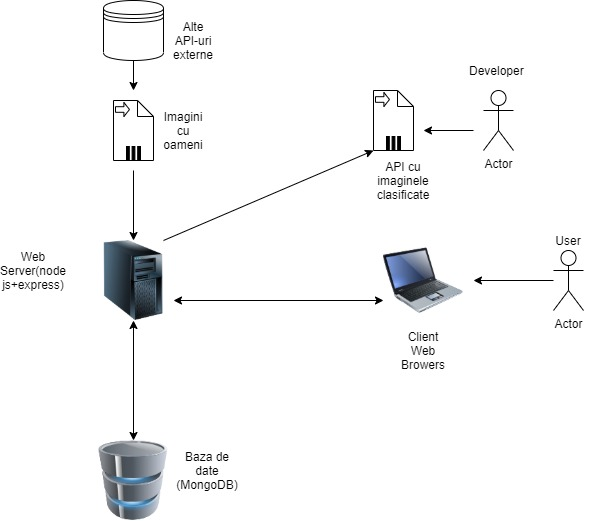 Alte
API-uri
externe
Imagini
cu
oameni
Developer
Actor
API cu
imaginele
clasificate
Web
Server(node
js+express)
User
Actor
Client
Web
Browers
Baza de
date
(MongoDB)